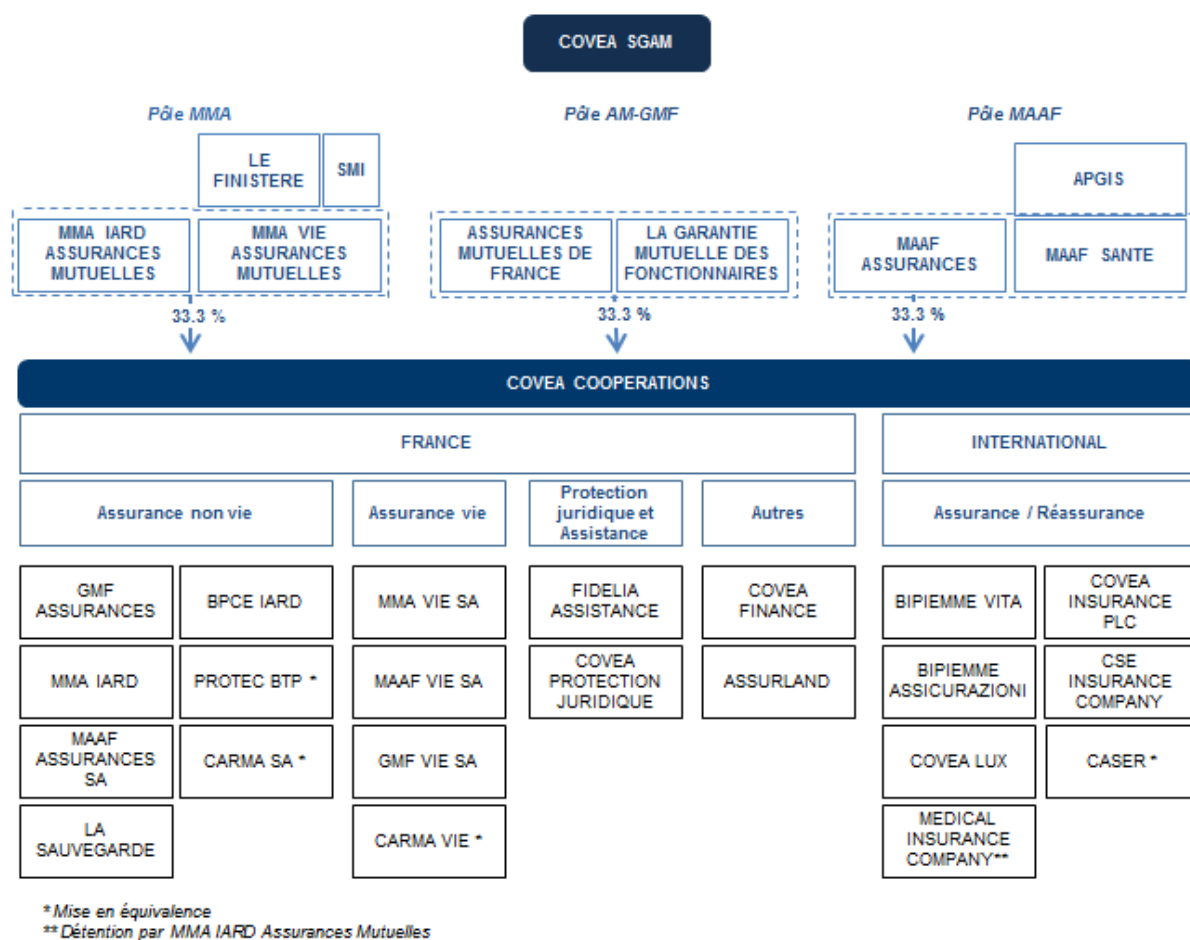 COVEA SGAM
Pôle MMA
Pôle AM-GMF
Pôle MAAF
LE
FINISTERE
SMI
APGIS
MMA IARD
ASSURANCES
MUTUELLES
MMA VIE
ASSURANCES
MUTUELLES
ASSURANCES
MUTUELLES DE
FRANCE
LA GARANTIE
MUTUELLE DES
FONCTIONNAIRES
MAAF
ASSURANCES
MAAF SANTE
33.3 %
33.3 %
33.3 %
COVEA COOPERATIONS
FRANCE
INTERNATIONAL
Assurance non vie
Assurance vie
Protection
juridique et
Assistance
Autres
Assurance / Réassurance
GMF
ASSURANCES
BPCE IARD
MMA VIE SA
FIDELIA
ASSISTANCE
COVEA
FINANCE
BIPIEMME VITA
COVEA
INSURANCE
PLC
MMA IARD
PROTEC BTP *
MAAF VIE SA
COVEA
PROTECTION
JURIDIQUE
ASSURLAND
BIPIEMME
ASSICURAZIONI
CSE
INSURANCE
COMPANY
MAAF
ASSURANCES
SA
CARMA SA *
GMF VIE SA
COVEA LUX
CASER *
LA
SAUVEGARDE
CARMA VIE *
MEDICAL
INSURANCE
COMPANY**
* Mise en équivalence
** Détention par MMA IARD Assurances Mutuelles